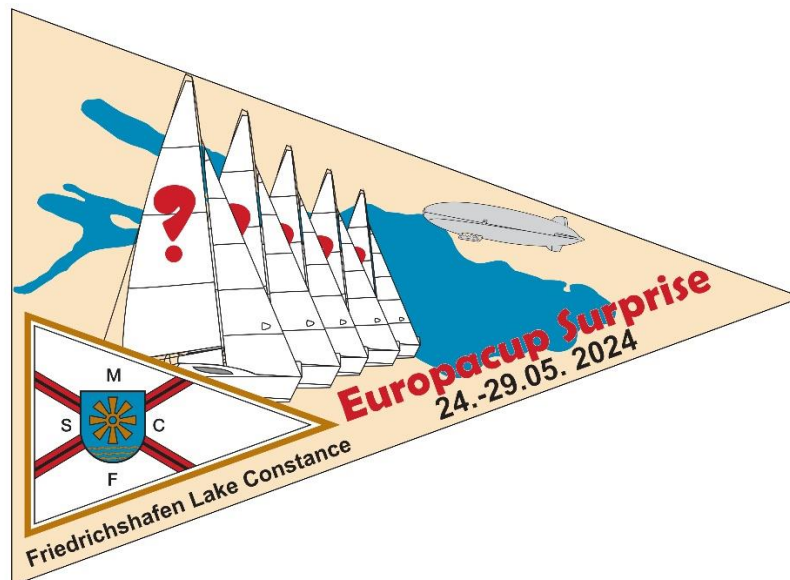 ?
?
?
?
?
Europacup Surprise
24.-29.05. 2024
M
S C
F
Friedrichshafen Lake Constance